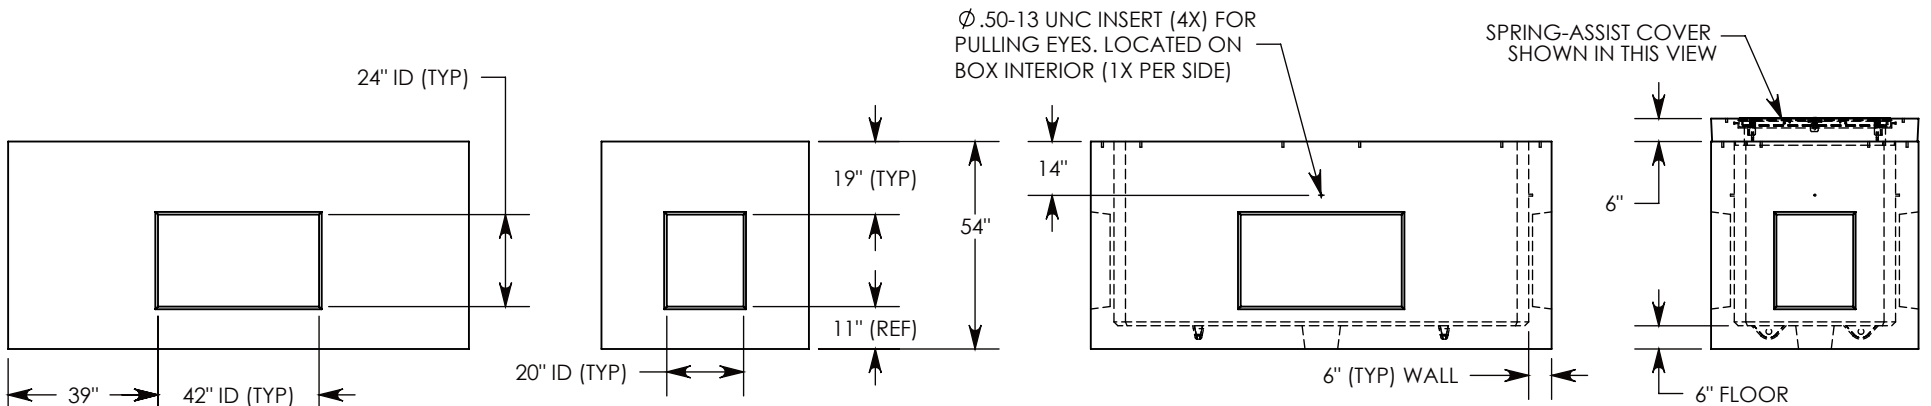 Ø .50-13 UNC INSERT (4X) FOR
PULLING EYES. LOCATED ON
BOX INTERIOR (1X PER SIDE)
SPRING-ASSIST COVER
SHOWN IN THIS VIEW
24" ID (TYP)
19" (TYP)
14"
54"
6"
11" (REF)
20" ID (TYP)
6" (TYP) WALL
39"
42" ID (TYP)
6" FLOOR